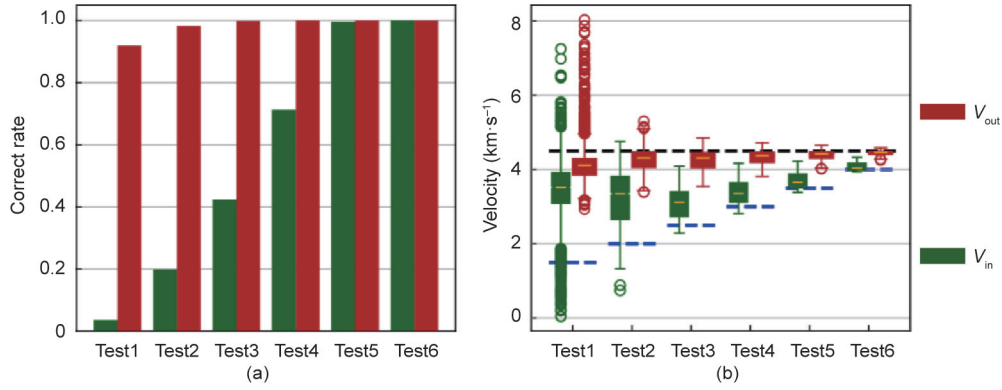 1.0
0.8
0.6
0.4
0.2
0
Correct rate
Test1 Test2 Test3 Test4 Test5 Test6
(a)
8
6
4
2
0
Velocity (km·s⁻¹)
Test1 Test2 Test3 Test4 Test5 Test6
(b)
Vout
Vin